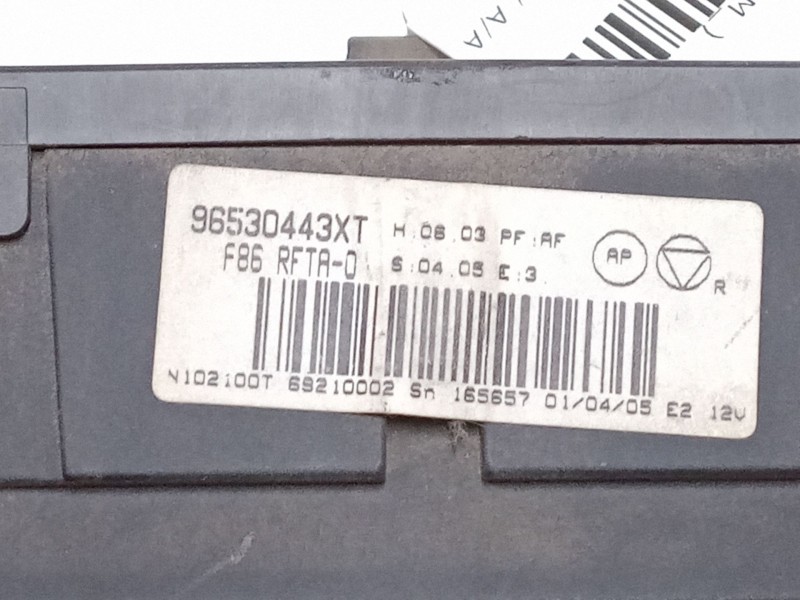 M )
V A/A
96530443XT H.06.03 PF:AF
F86 RFTA-0 S:04.05 E:3.
AP
R
N102100T 69210002 Sn 165657 01/04/05 E2 12V